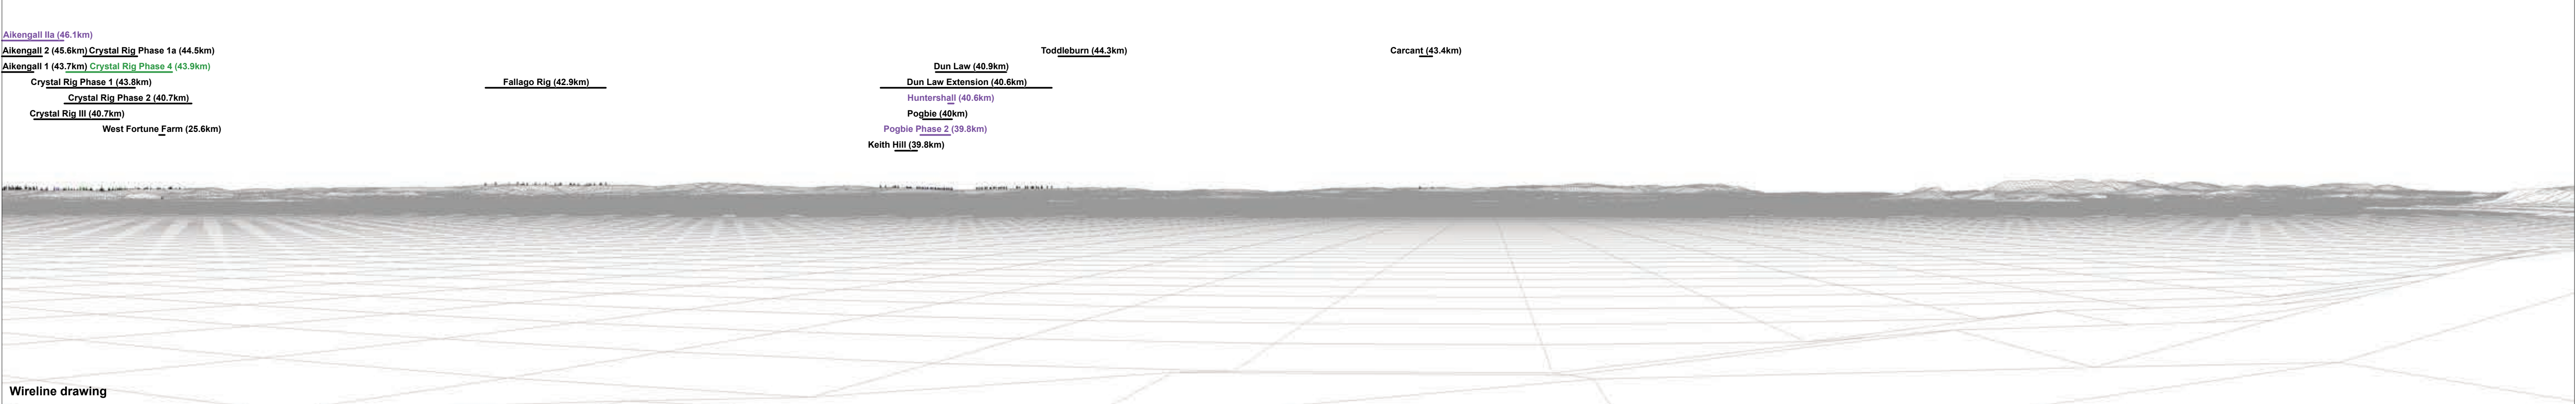 Aikengall IIa (46.1km)
Aikengall 2 (45.6km) Crystal Rig Phase 1a (44.5km) Toddleburn (44.3km) Carcant (43.4km)
Aikengall 1 (43.7km) Crystal Rig Phase 4 (43.9km) Dun Law (40.9km)
Crystal Rig Phase 1 (43.8km) Fallago Rig (42.9km) Dun Law Extension (40.6km)
Crystal Rig Phase 2 (40.7km) Huntershall (40.6km)
Crystal Rig III (40.7km) Pogbie (40km)
West Fortune Farm (25.6km) Pogbie Phase 2 (39.8km)
Keith Hill (39.8km)
Wireline drawing